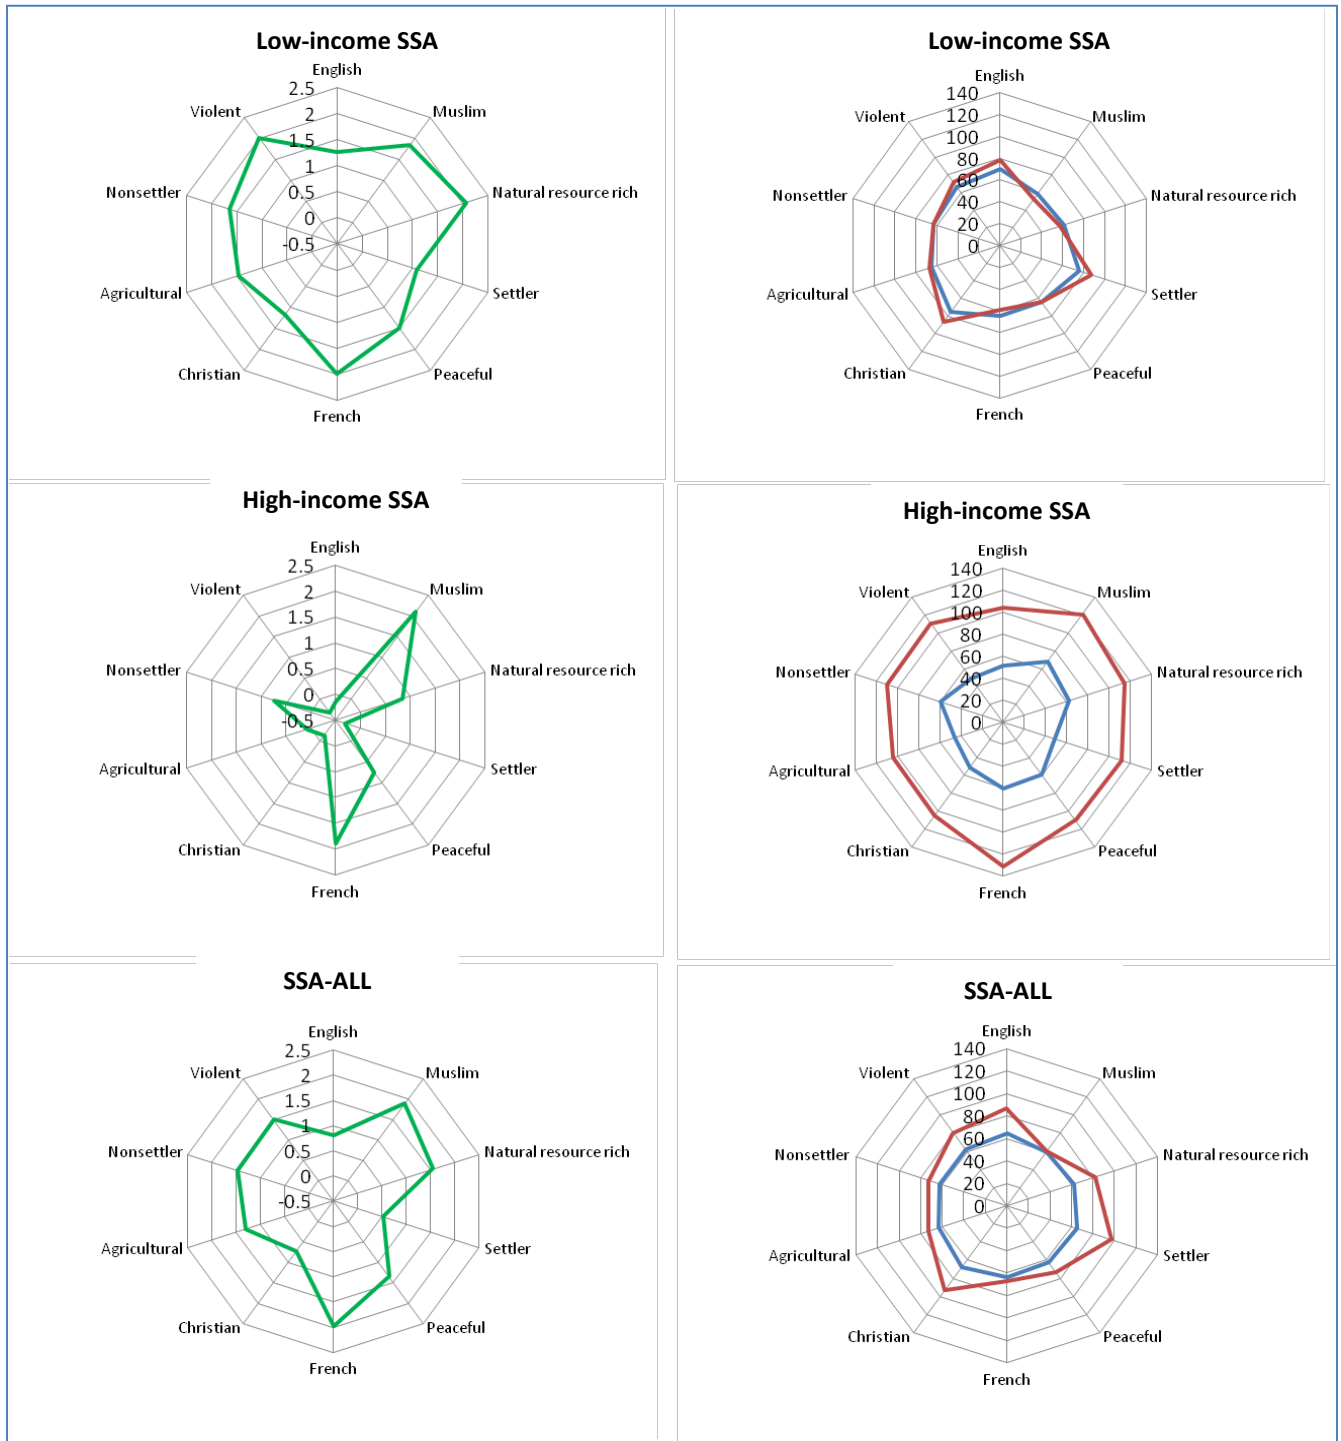 Low-income SSA
English
2.5
2
1.5
1
0.5
0
-0.5
Muslim
Natural resource rich
Settler
Peaceful
French
Christian
Agricultural
Nonsettler
Violent
Low-income SSA
English
140
120
100
80
60
40
20
0
Muslim
Natural resource rich
Settler
Peaceful
French
Christian
Agricultural
Nonsettler
Violent
High-income SSA
English
2.5
2
1.5
1
0.5
0
-0.5
Muslim
Natural resource rich
Settler
Peaceful
French
Christian
Agricultural
Nonsettler
Violent
High-income SSA
English
140
120
100
80
60
40
20
0
Muslim
Natural resource rich
Settler
Peaceful
French
Christian
Agricultural
Nonsettler
Violent
SSA-ALL
English
2.5
2
1.5
1
0.5
0
-0.5
Muslim
Natural resource rich
Settler
Peaceful
French
Christian
Agricultural
Nonsettler
Violent
SSA-ALL
English
140
120
100
80
60
40
20
0
Muslim
Natural resource rich
Settler
Peaceful
French
Christian
Agricultural
Nonsettler
Violent